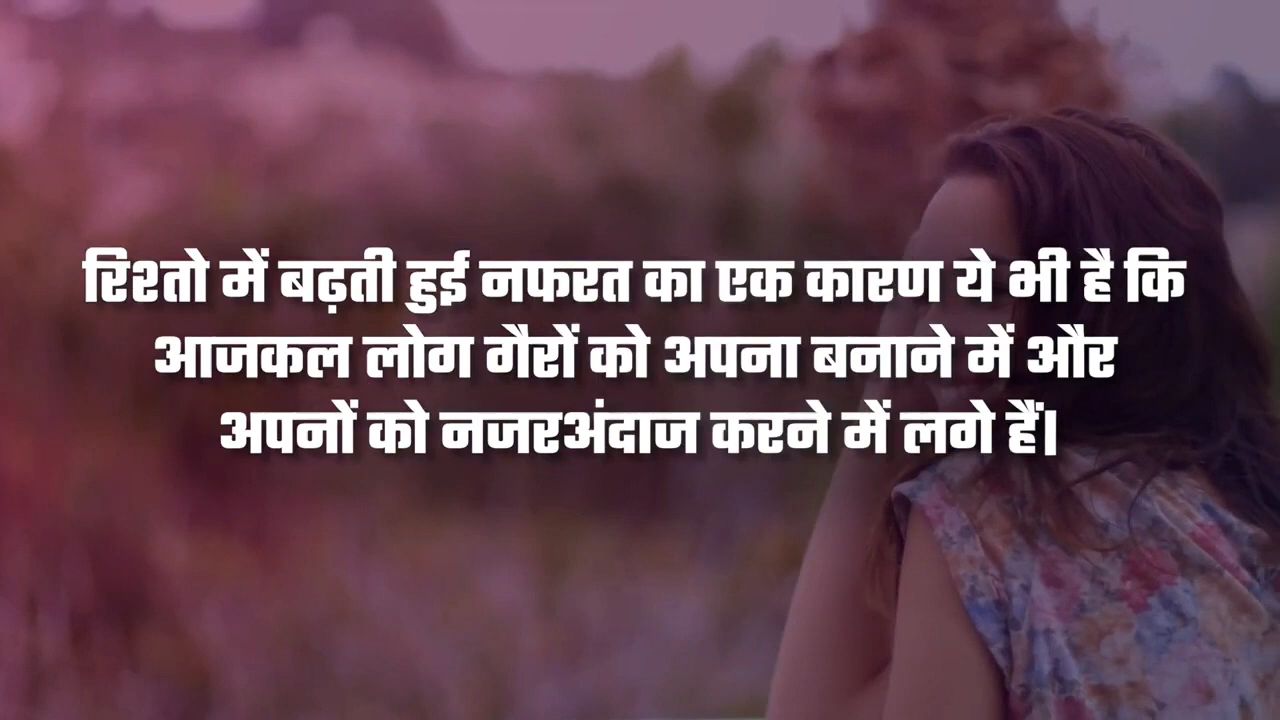 रिश्तो में बढ़ती हुई नफरत का एक कारण ये भी है कि
आजकल लोग गैरों को अपना बनाने में और
अपनों को नजरअंदाज करने में लगे हैं।